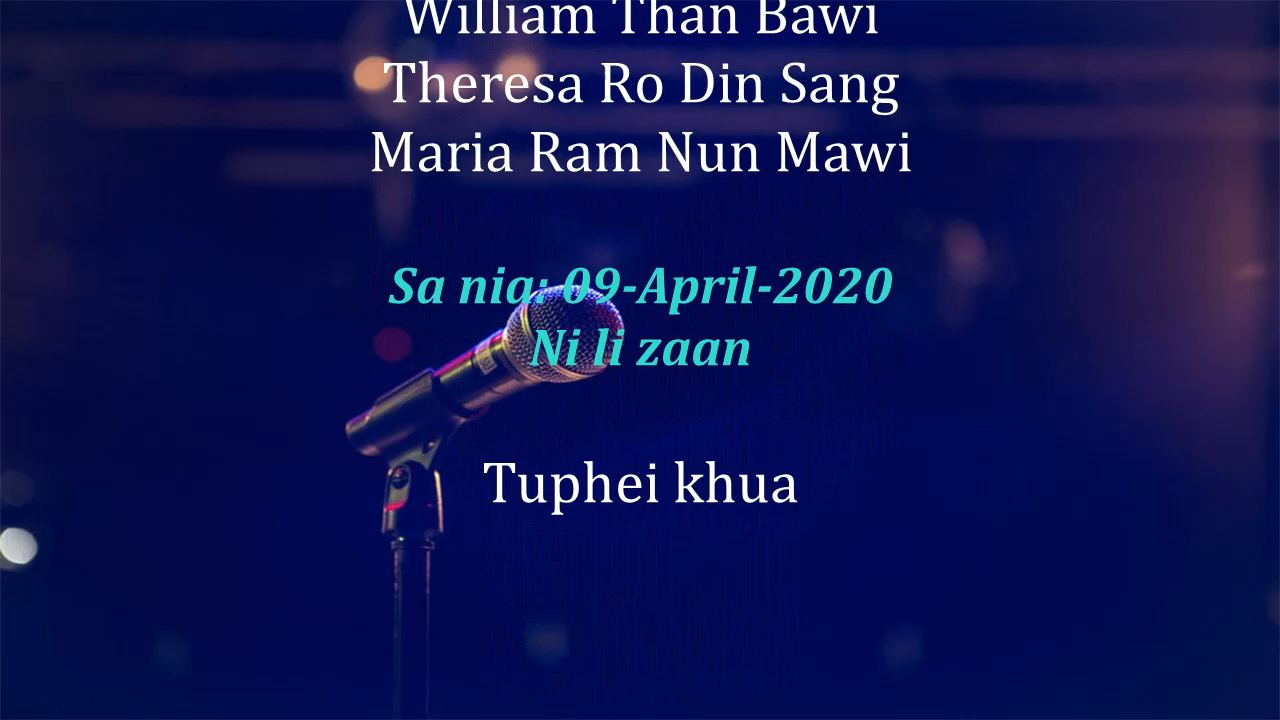 William Than Bawi
Theresa Ro Din Sang
Maria Ram Nun Mawi
Sa nia: 09-April-2020
Ni li zaan
Tuphei khua